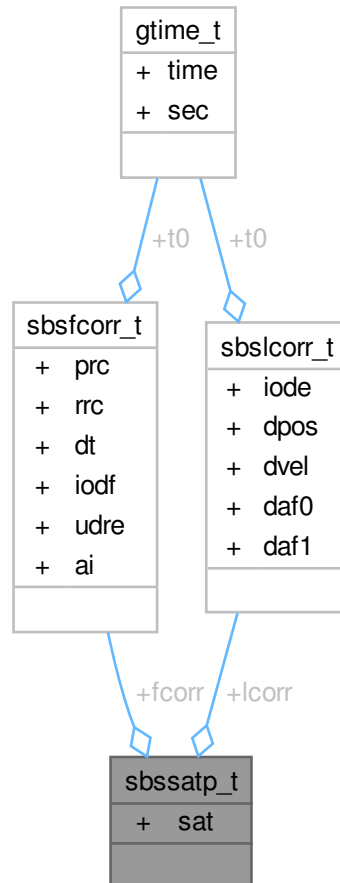 gtime_t
+ time
+ sec
+t0 +t0
sbsfcorr_t
+ prc
+ rrc
+ dt
+ iodf
+ udre
+ ai
sbslcorr_t
+ iode
+ dpos
+ dvel
+ daf0
+ daf1
+fcorr +lcorr
sbssatp_t
+ sat